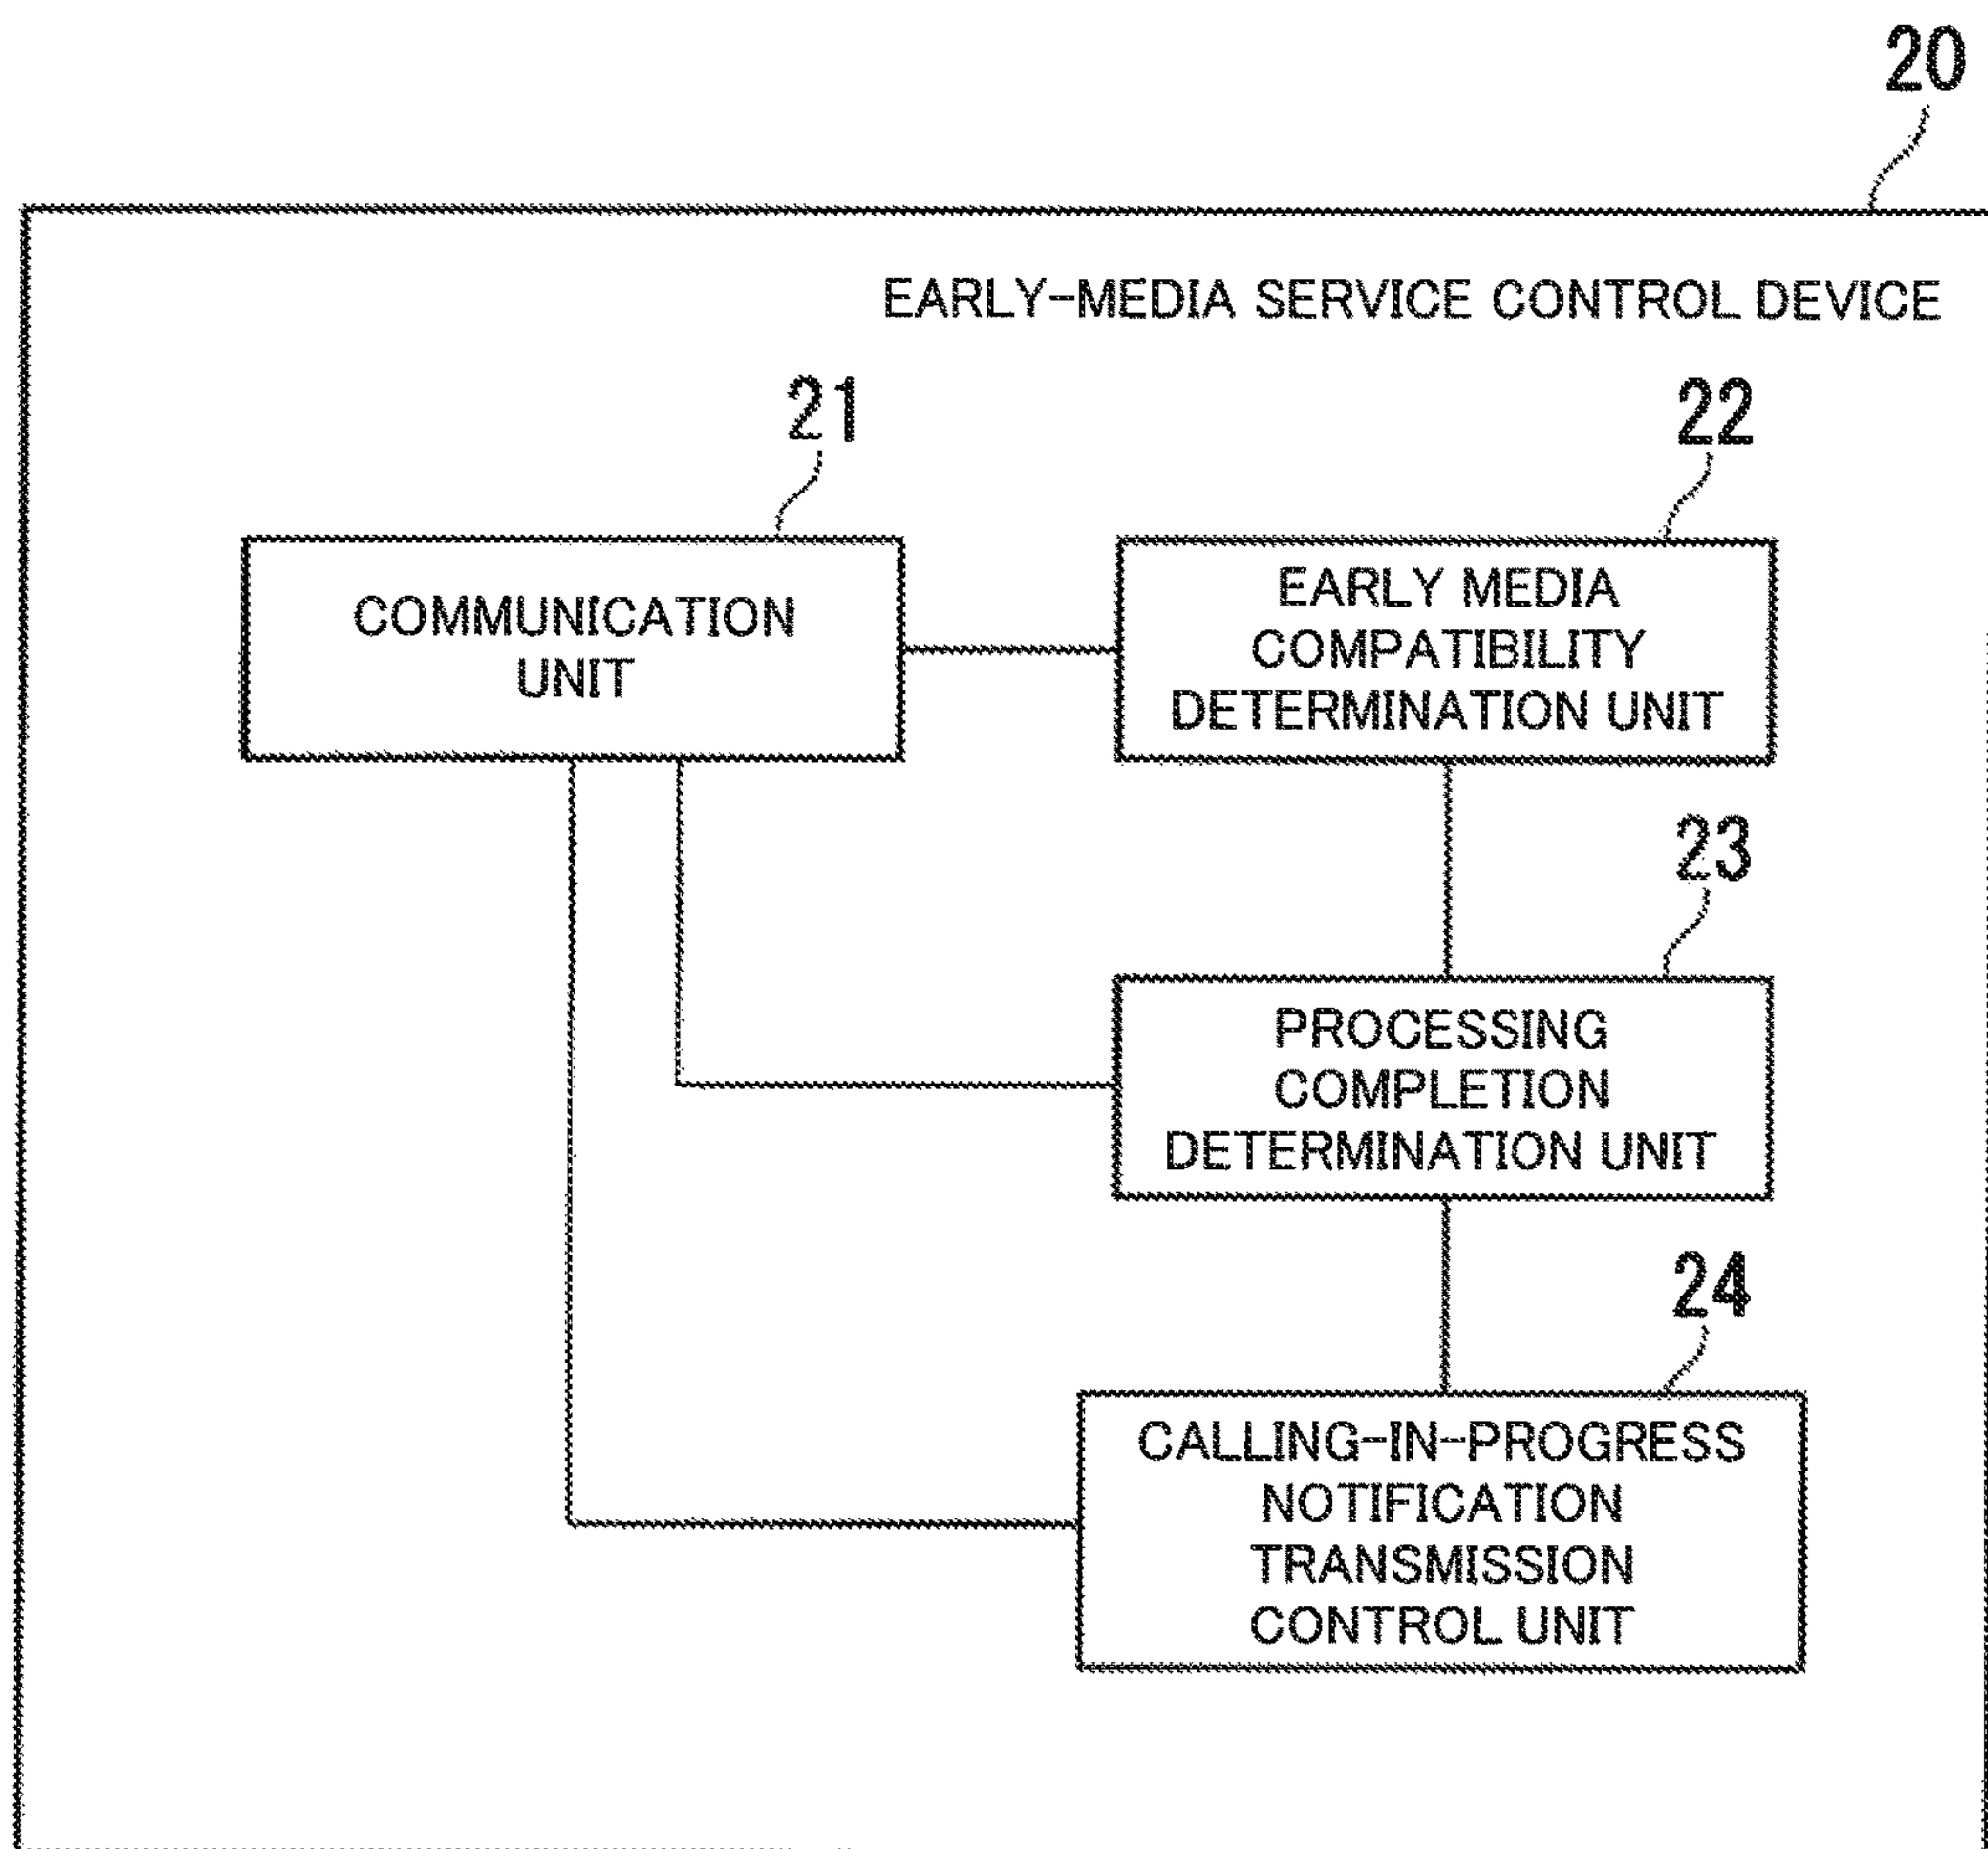 20
EARLY-MEDIA SERVICE CONTROL DEVICE
21
22
COMMUNICATION
UNIT
EARLY MEDIA
COMPATIBILITY
DETERMINATION UNIT
23
PROCESSING
COMPLETION
DETERMINATION UNIT
24
CALLING-IN-PROGRESS
NOTIFICATION
TRANSMISSION
CONTROL UNIT